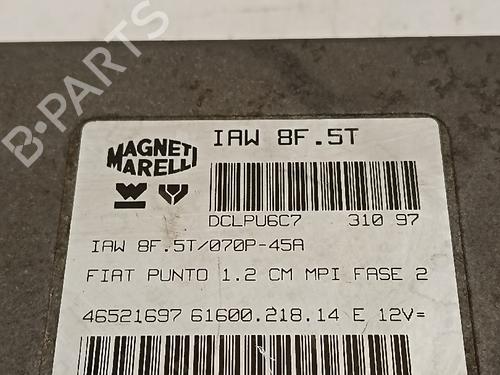 B-PARTS
IAW 8F.5T
MAGNETI
MARELLI
DCLPU6C7 310 97
IAW 8F.5T/070P-45A
FIAT PUNTO 1.2 CM MPI FASE 2
46521697 61600.218.14 E 12V=